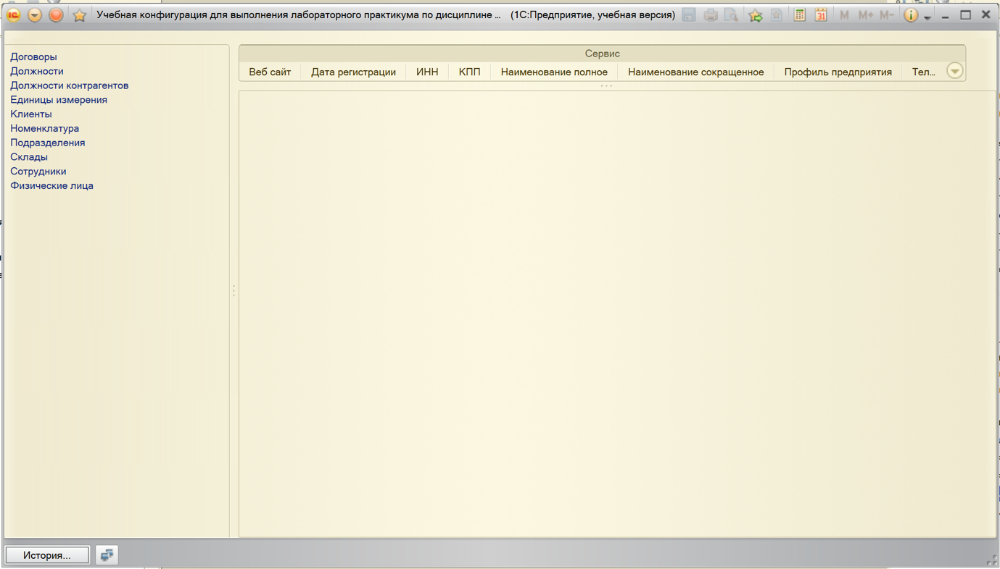 Учебная конфигурация для выполнения лабораторного практикума по дисциплине ... (1С:Предприятие, учебная версия) M M+ M-
31
Сервис
Веб сайт Дата регистрации ИНН КПП Наименование полное Наименование сокращенное Профиль предприятия Тел...
Договоры
Должности
Должности контрагентов
Единицы измерения
Клиенты
Номенклатура
Подразделения
Склады
Сотрудники
Физические лица
История...